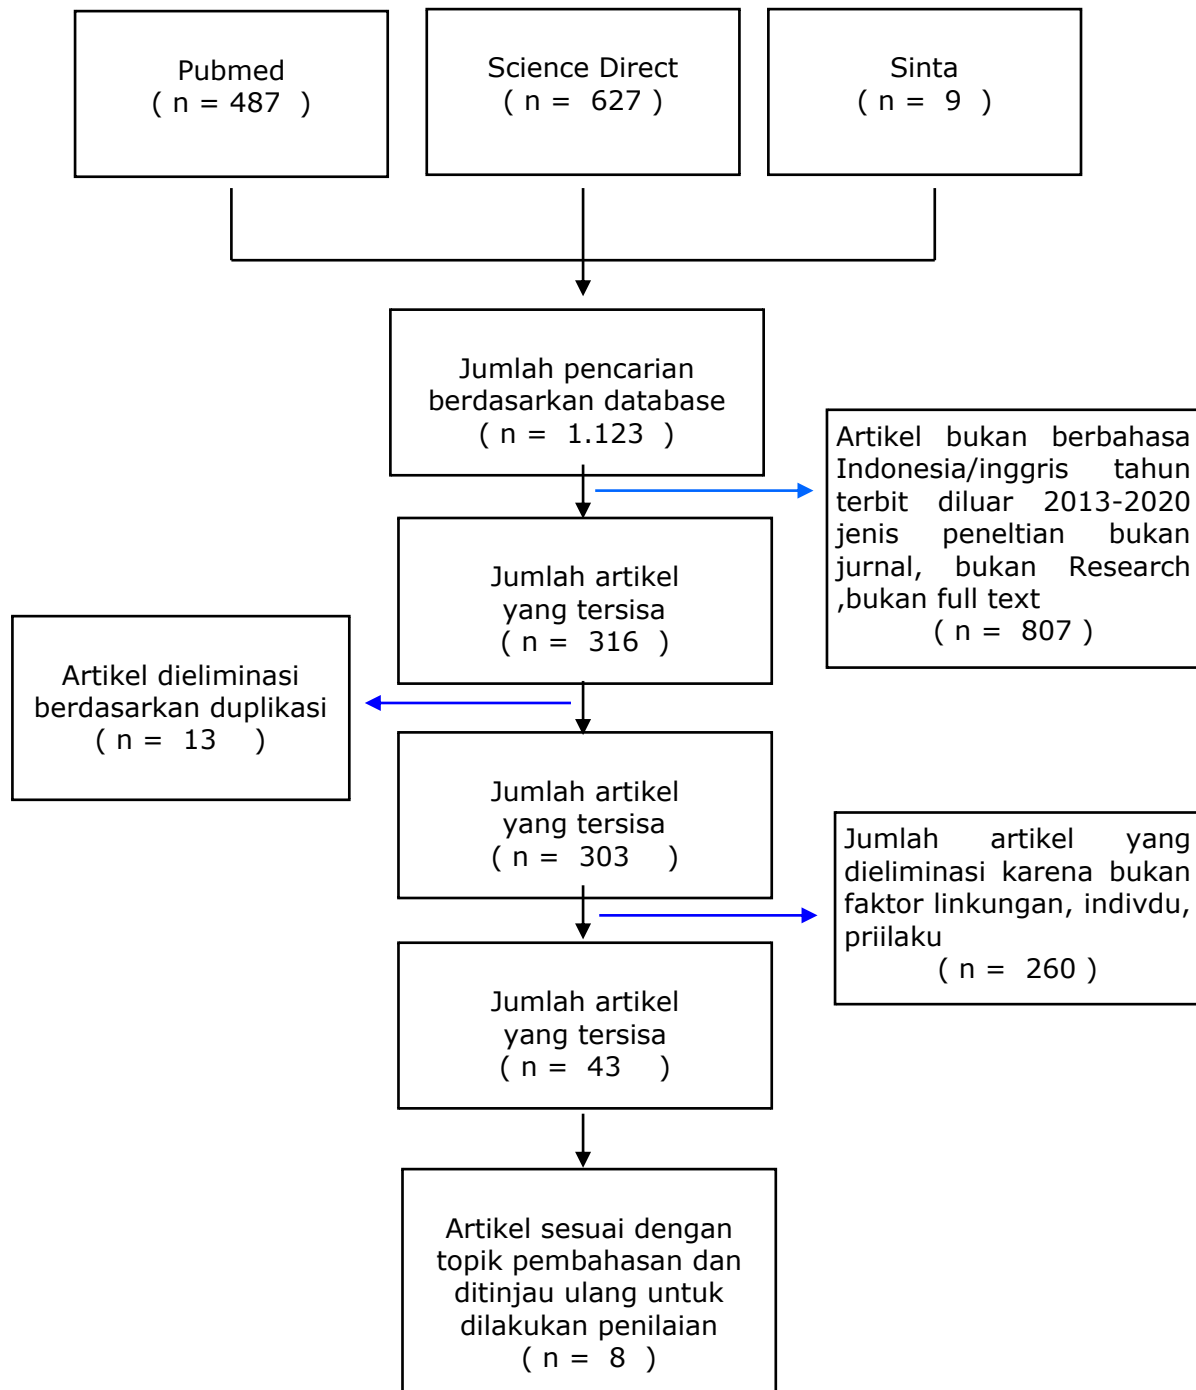 Pubmed
( n = 487  )
Science Direct
( n =  627 )
Sinta
( n =  9  )
Jumlah pencarian
berdasarkan database
( n =  1.123  )
Artikel bukan berbahasa
Indonesia/inggris tahun
terbit diluar 2013-2020
jenis peneltian bukan
jurnal, bukan Research
,bukan full text
( n =  807 )
Jumlah artikel
yang tersisa
( n =  316  )
Artikel dieliminasi
berdasarkan duplikasi
( n =  13   )
Jumlah artikel
yang tersisa
( n =  303   )
Jumlah artikel yang
dieliminasi karena bukan
faktor linkungan, indivdu,
priilaku
( n =  260 )
Jumlah artikel
yang tersisa
( n =  43   )
Artikel sesuai dengan
topik pembahasan dan
ditinjau ulang untuk
dilakukan penilaian
( n =  8  )